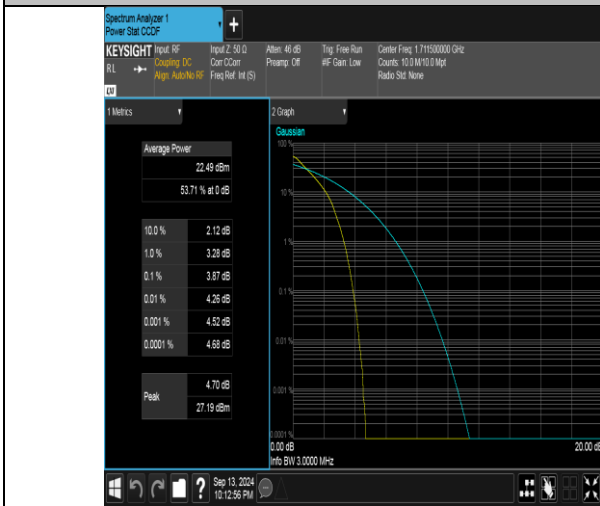 Spectrum Analyzer 1
Power Stat CCDF
+
KEYSIGHT
RL
LXI
Input: RF
Coupling: DC
Align: Auto/No RF
Input Z: 50 Ω
Corr CCorr
Freq Ref: Int (S)
Atten: 46 dB
Preamp: Off
Trig: Free Run
#IF Gain: Low
Center Freq: 1.711500000 GHz
Counts: 10.0 M/10.0 Mpt
Radio Std: None
1 Metrics
Average Power
22.49 dBm
53.71 % at 0 dB
10.0 % 2.12 dB
1.0 % 3.28 dB
0.1 % 3.87 dB
0.01 % 4.26 dB
0.001 % 4.52 dB
0.0001 % 4.68 dB
Peak
4.70 dB
27.19 dBm
2 Graph
Gaussian
100 %
10 %
1 %
0.1 %
0.01 %
0.001 %
0.0001 %
0.00 dB
20.00 dB
Info BW 3.0000 MHz
?
Sep 13, 2024
10:12:56 PM